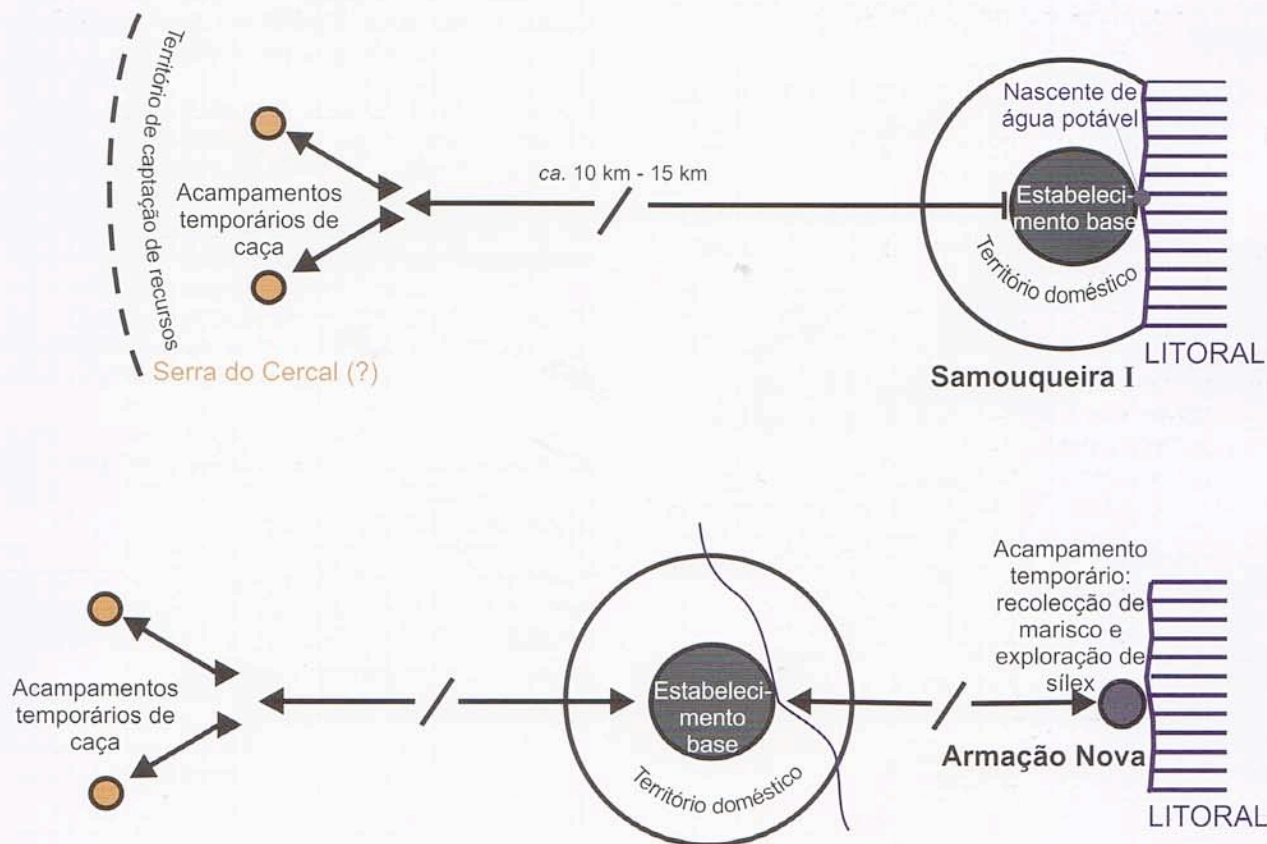 Território de captação de recursos
Acampamentos
temporários de
caça
Serra do Cercal (?)
ca. 10 km - 15 km
Nascente de
água potável
Estabeleci-
mento base
Território doméstico
LITORAL
Samouqueira I
Acampamentos
temporários de
caça
Estabeleci-
mento
base
Território doméstico
Acampamento
temporário:
recolecção de
marisco e
exploração de
sílex
Armação Nova
LITORAL